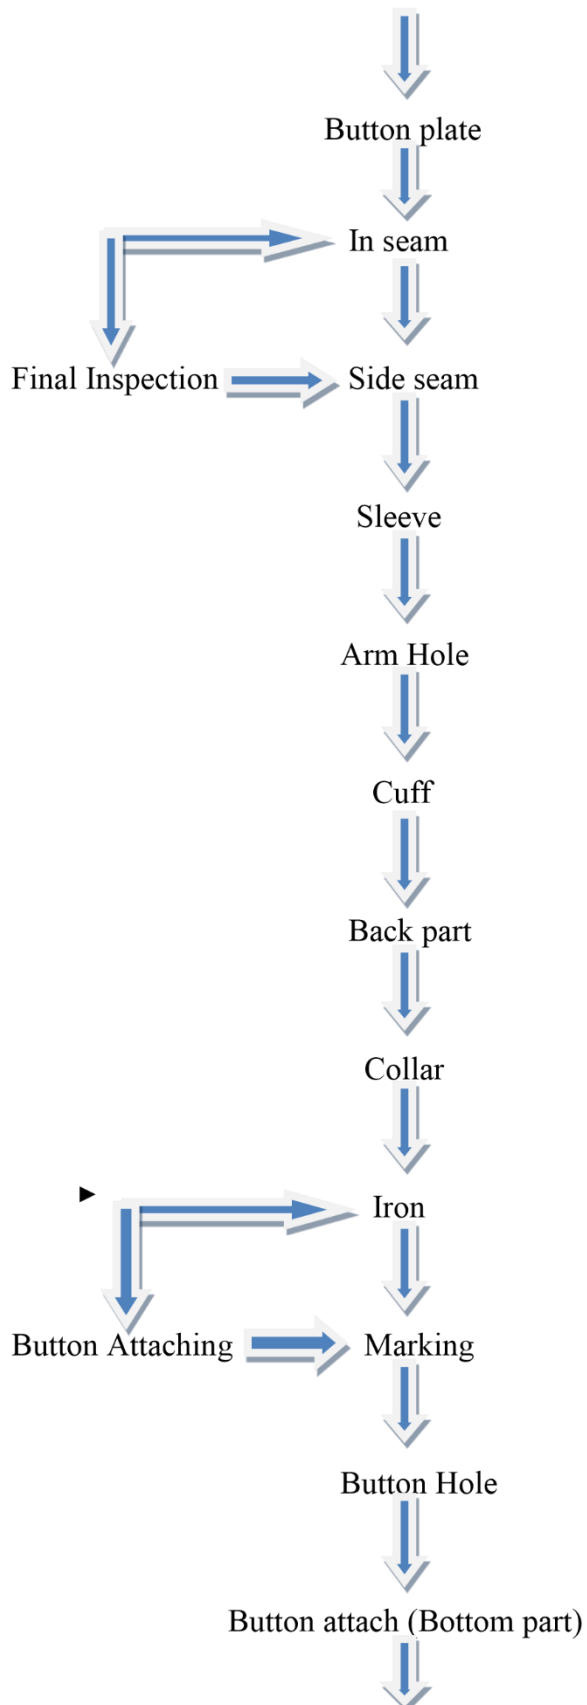 Button plate
In seam
Final Inspection
Side seam
Sleeve
Arm Hole
Cuff
Back part
Collar
Iron
Button Attaching
Marking
Button Hole
Button attach (Bottom part)